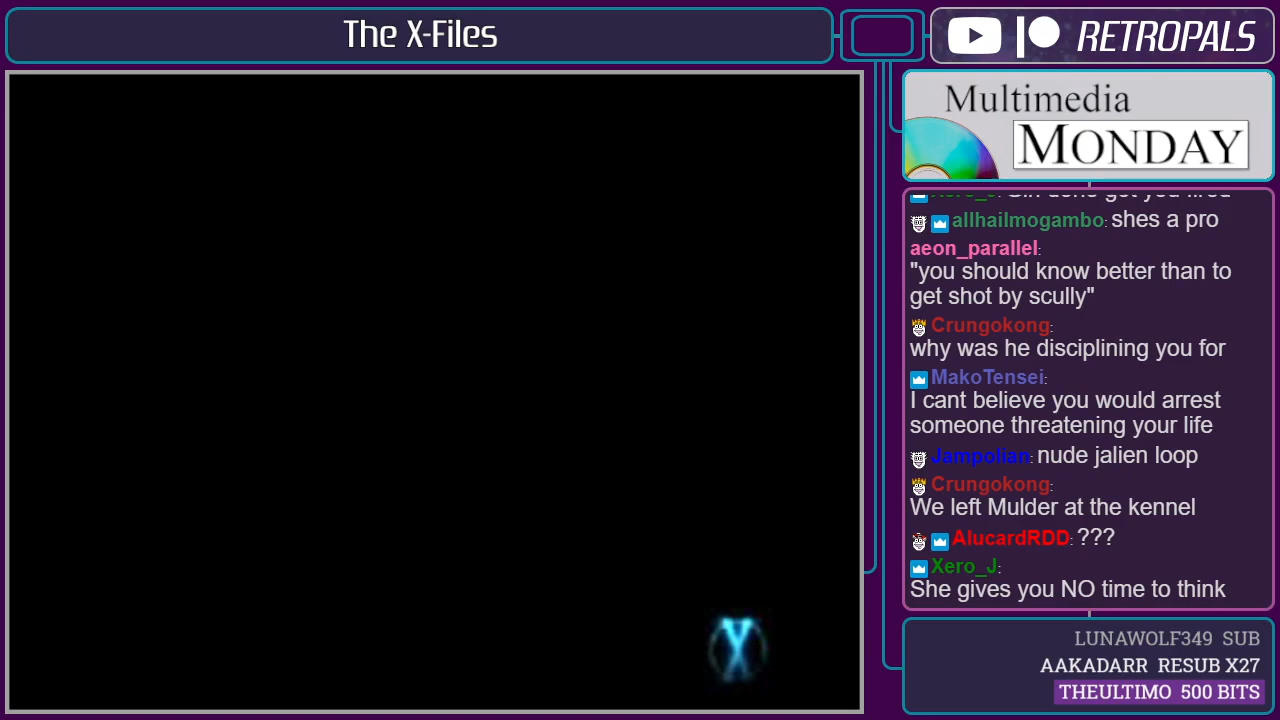 The X-Files
RETROPALS
Multimedia
MONDAY
allhailmogambo: shes a pro
aeon_parallel:
"you should know better than to
get shot by scully"
Crungokong:
why was he disciplining you for
MakoTensei:
I cant believe you would arrest
someone threatening your life
Jampolian: nude jalien loop
Crungokong:
We left Mulder at the kennel
AlucardRDD: ???
Xero_J:
She gives you NO time to think
X
LUNAWOLF349 SUB
AAKADARR RESUB X27
THEULTIMO 500 BITS